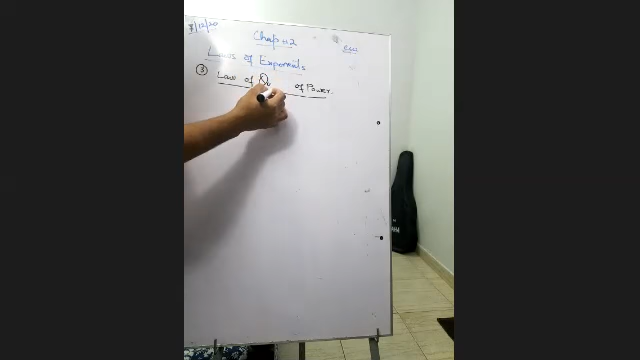 Chap - 2
Laws of Exponents
③ Law of Q of Power.